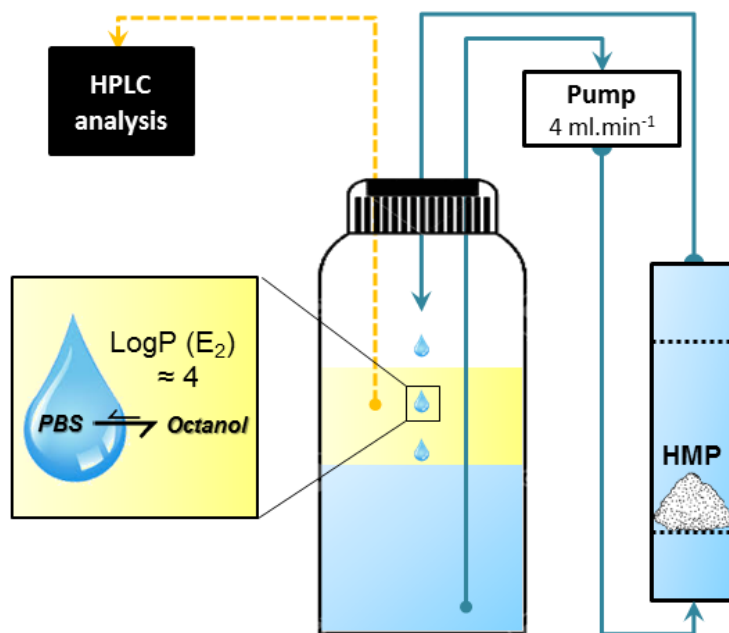 HPLC
analysis
Pump
4 ml.min⁻¹
LogP (E₂)
≈ 4
PBS
Octanol
HMP